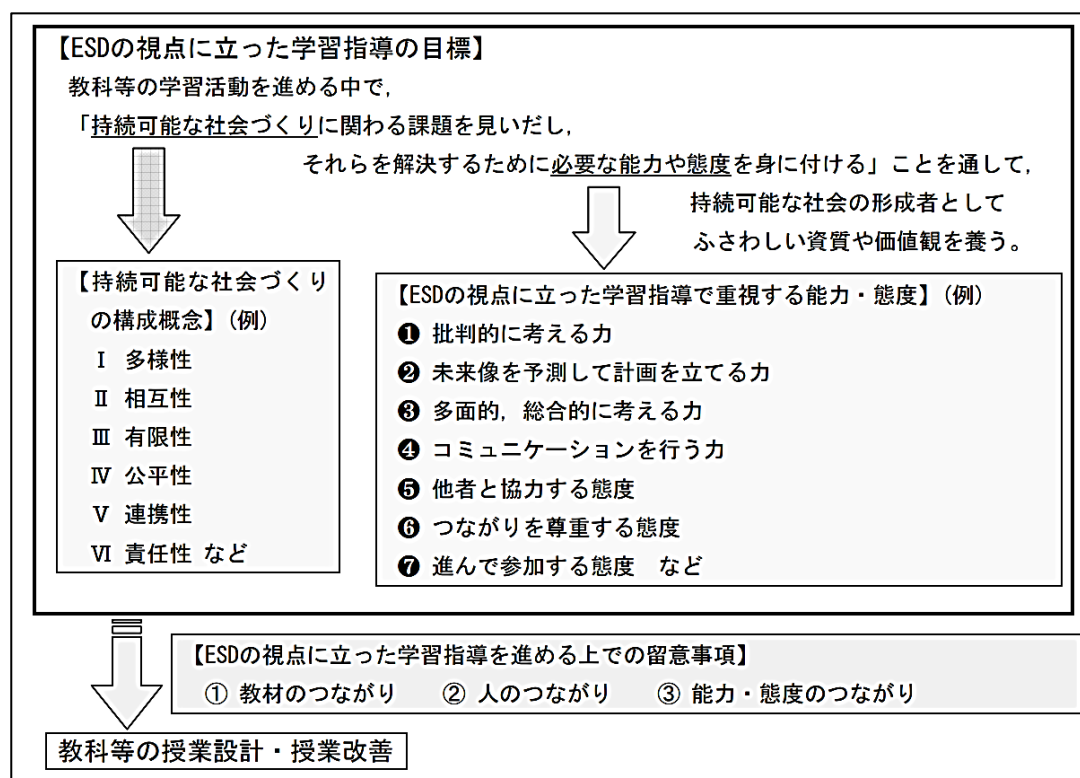 【ESDの視点に立った学習指導の目標】
教科等の学習活動を進める中で，
「持続可能な社会づくりに関わる課題を見いだし，
それらを解決するために必要な能力や態度を身に付ける」ことを通して，
持続可能な社会の形成者として
ふさわしい資質や価値観を養う。
【持続可能な社会づくり
の構成概念】（例）
Ⅰ 多様性
Ⅱ 相互性
Ⅲ 有限性
Ⅳ 公平性
Ⅴ 連携性
Ⅵ 責任性 など
【ESDの視点に立った学習指導で重視する能力・態度】（例）
❶ 批判的に考える力
❷ 未来像を予測して計画を立てる力
❸ 多面的，総合的に考える力
❹ コミュニケーションを行う力
❺ 他者と協力する態度
❻ つながりを尊重する態度
❼ 進んで参加する態度 など
【ESDの視点に立った学習指導を進める上での留意事項】
① 教材のつながり ② 人のつながり ③ 能力・態度のつながり
教科等の授業設計・授業改善